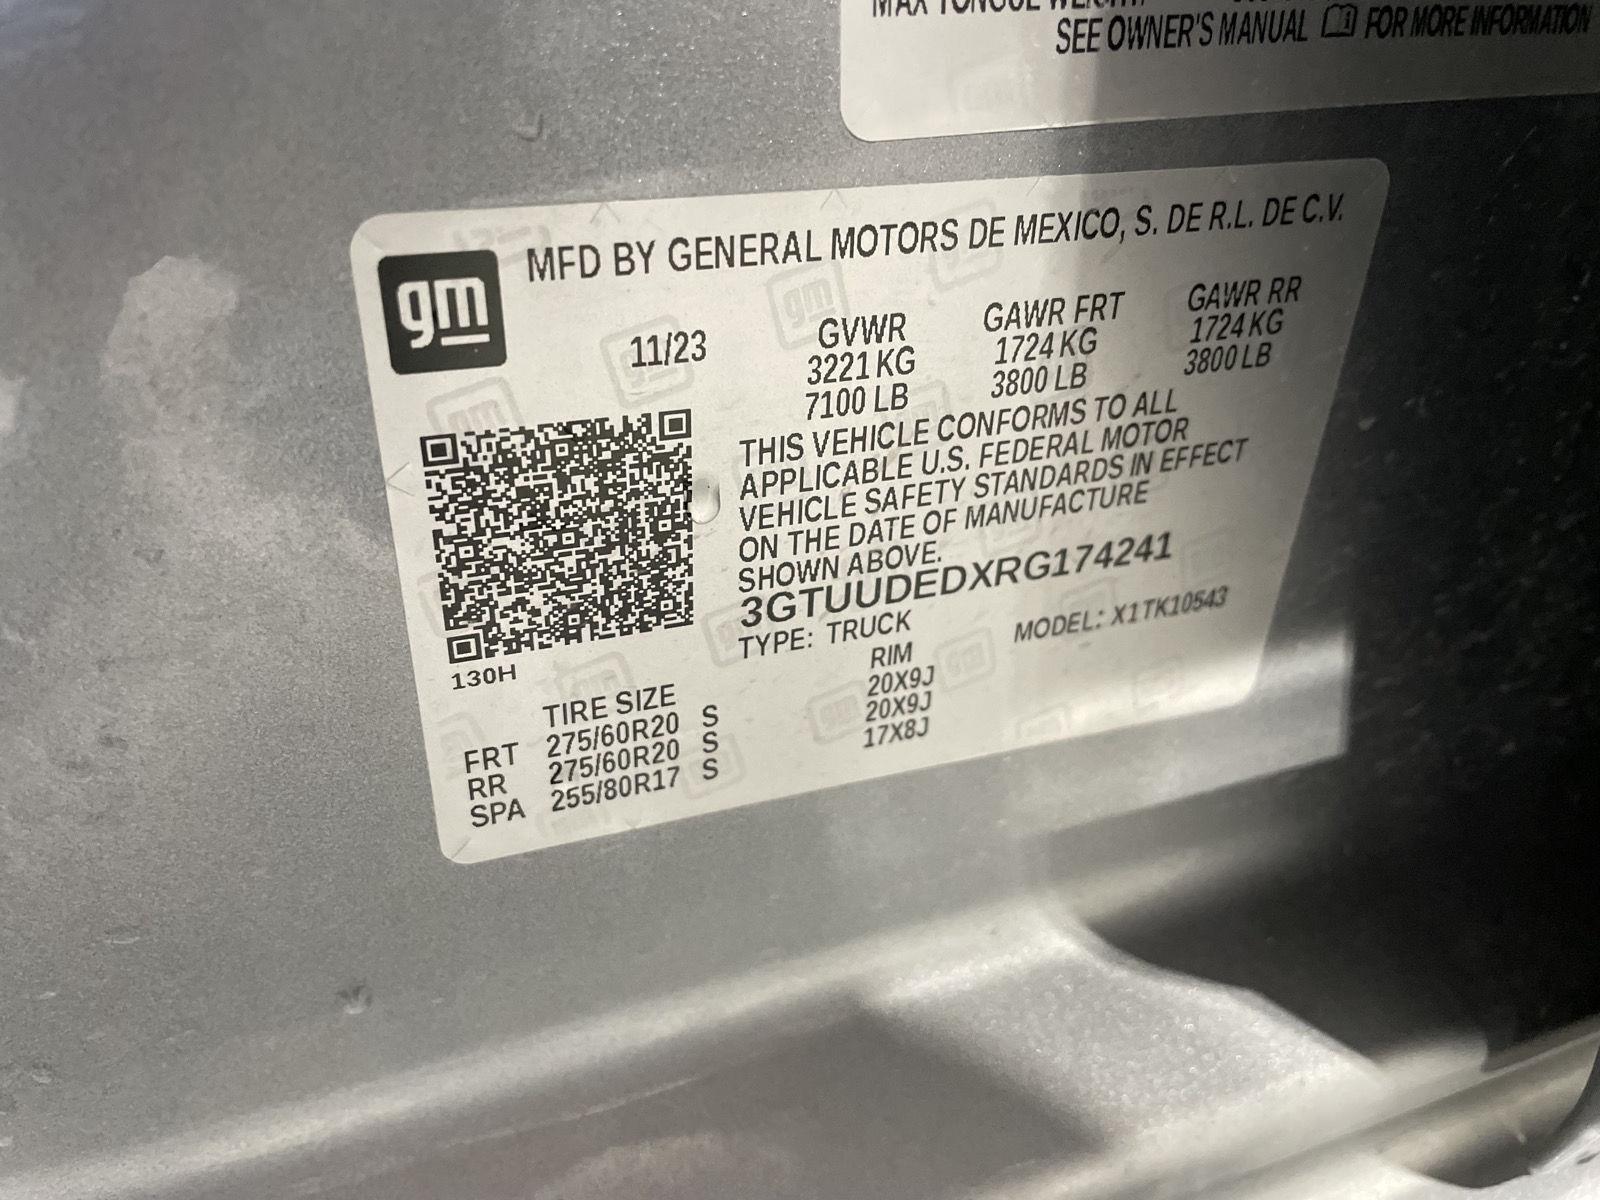 MAX TONGUE WEIGHT:
SEE OWNER'S MANUAL FOR MORE INFORMATION
gm
MFD BY GENERAL MOTORS DE MEXICO, S. DE R.L. DE C.V.
11/23
GVWR GAWR FRT GAWR RR
3221 KG 1724 KG 1724 KG
7100 LB 3800 LB 3800 LB
THIS VEHICLE CONFORMS TO ALL
APPLICABLE U.S. FEDERAL MOTOR
VEHICLE SAFETY STANDARDS IN EFFECT
ON THE DATE OF MANUFACTURE
SHOWN ABOVE.
3GTUUDEDXRG174241
TYPE: TRUCK MODEL: X1TK10543
130H
TIRE SIZE RIM
FRT 275/60R20 S 20X9J
RR 275/60R20 S 20X9J
SPA 255/80R17 S 17X8J